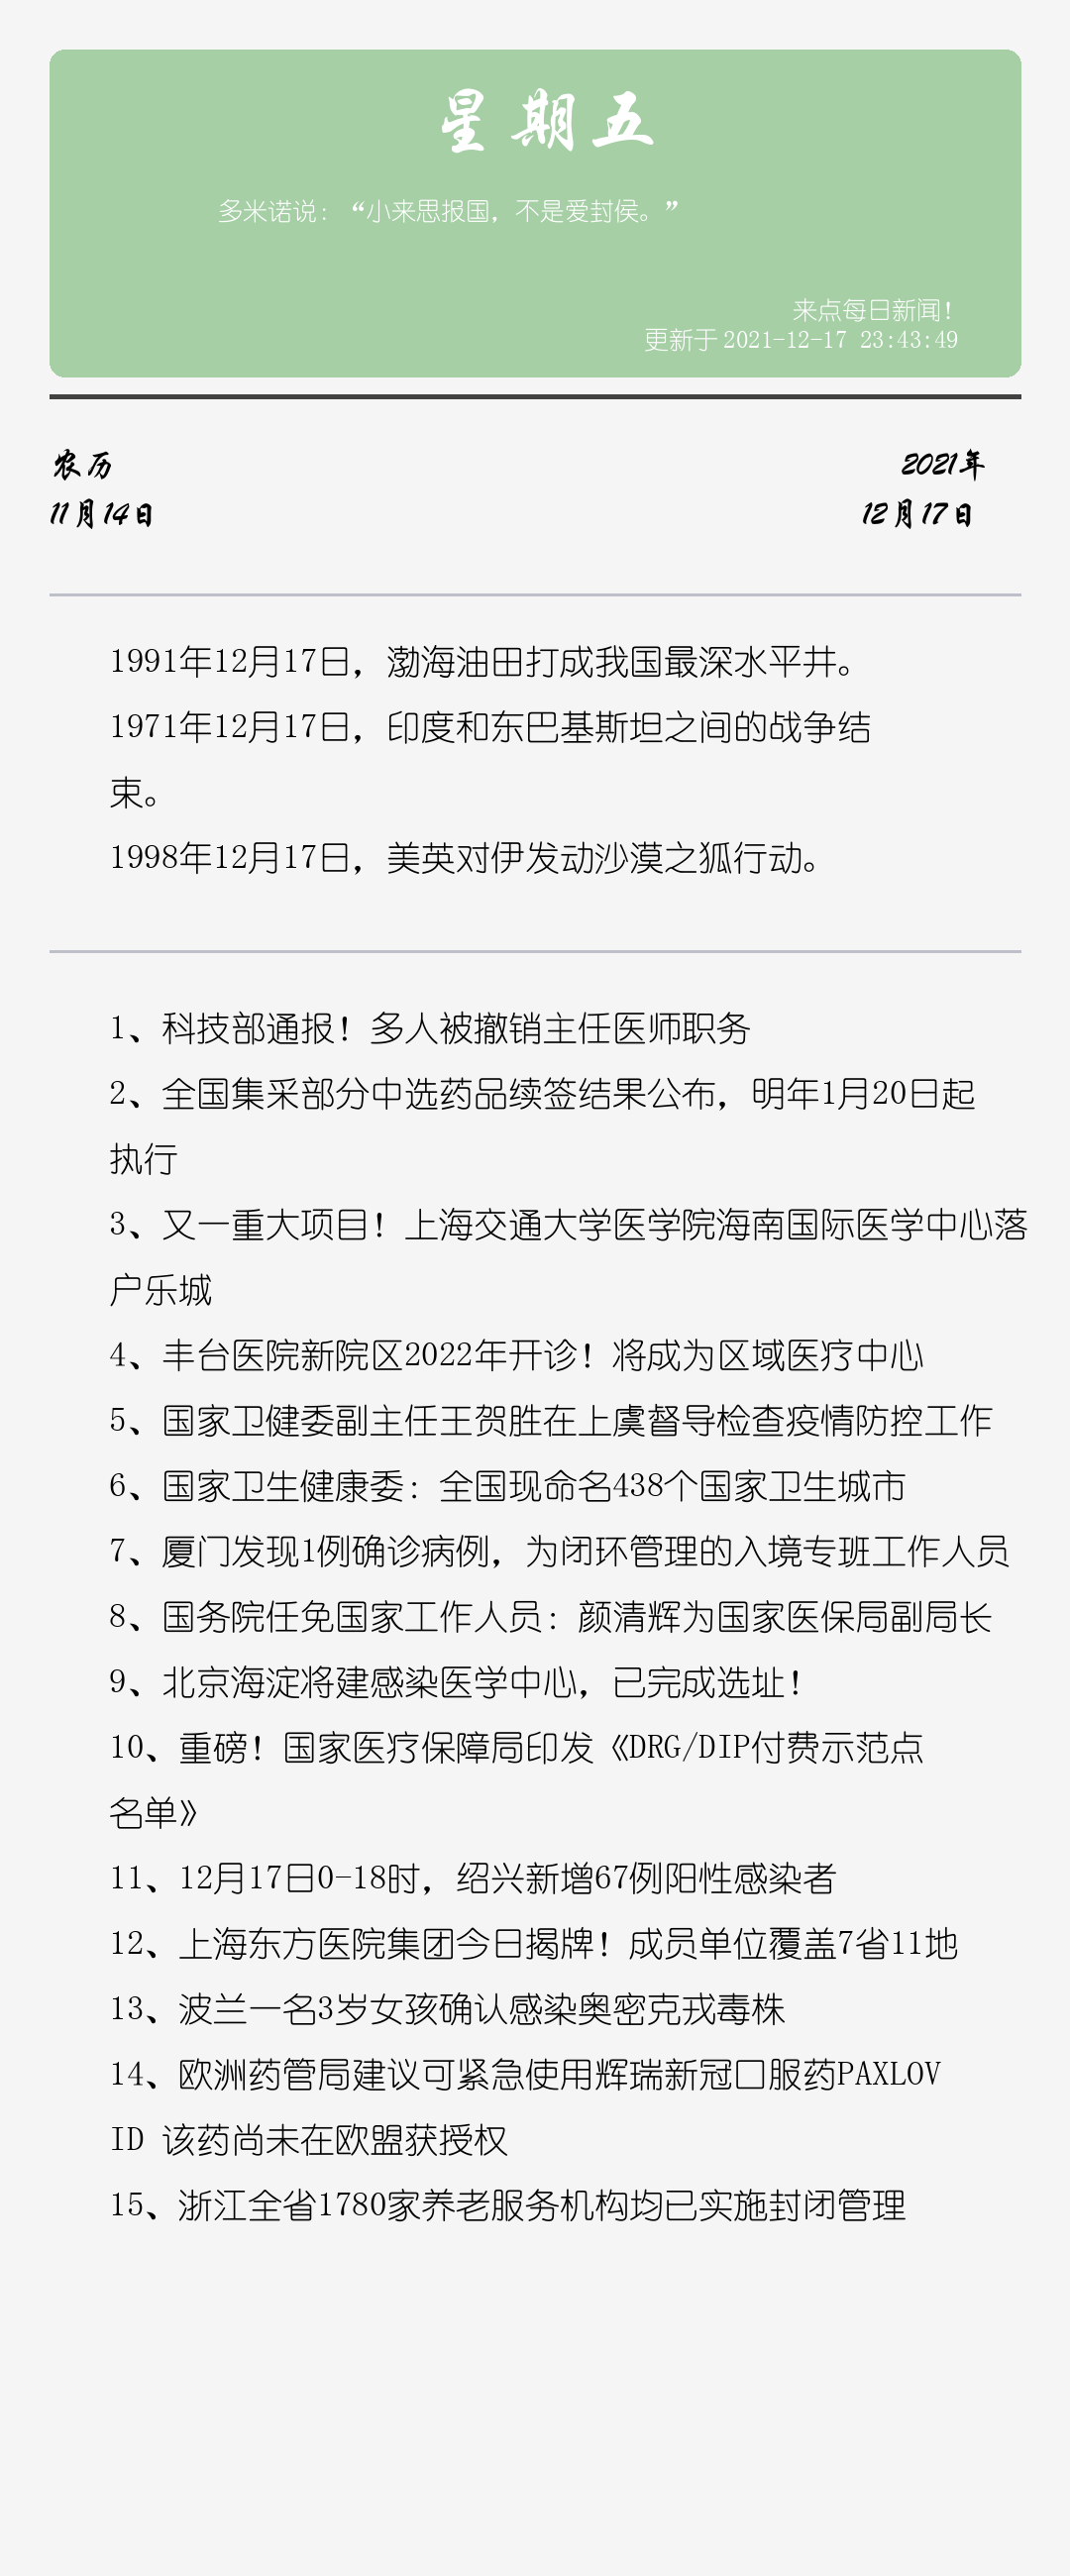 星期五
多米诺说：“小来思报国，不是爱封侯。”
来点每日新闻！
更新于2021-12-17 23:43:49
农历
11月14日
2021年
12月17日
1991年12月17日，渤海油田打成我国最深水平井。
1971年12月17日，印度和东巴基斯坦之间的战争结
束。
1998年12月17日，美英对伊发动沙漠之狐行动。
1、科技部通报！多人被撤销主任医师职务
2、全国集采部分中选药品续签结果公布，明年1月20日起
执行
3、又一重大项目！上海交通大学医学院海南国际医学中心落
户乐城
4、丰台医院新院区2022年开诊！将成为区域医疗中心
5、国家卫健委副主任王贺胜在上虞督导检查疫情防控工作
6、国家卫生健康委：全国现命名438个国家卫生城市
7、厦门发现1例确诊病例，为闭环管理的入境专班工作人员
8、国务院任免国家工作人员：颜清辉为国家医保局副局长
9、北京海淀将建感染医学中心，已完成选址！
10、重磅！国家医疗保障局印发《DRG/DIP付费示范点
名单》
11、12月17日0-18时，绍兴新增67例阳性感染者
12、上海东方医院集团今日揭牌！成员单位覆盖7省11地
13、波兰一名3岁女孩确认感染奥密克戎毒株
14、欧洲药管局建议可紧急使用辉瑞新冠口服药PAXLOV
ID 该药尚未在欧盟获授权
15、浙江全省1780家养老服务机构均已实施封闭管理